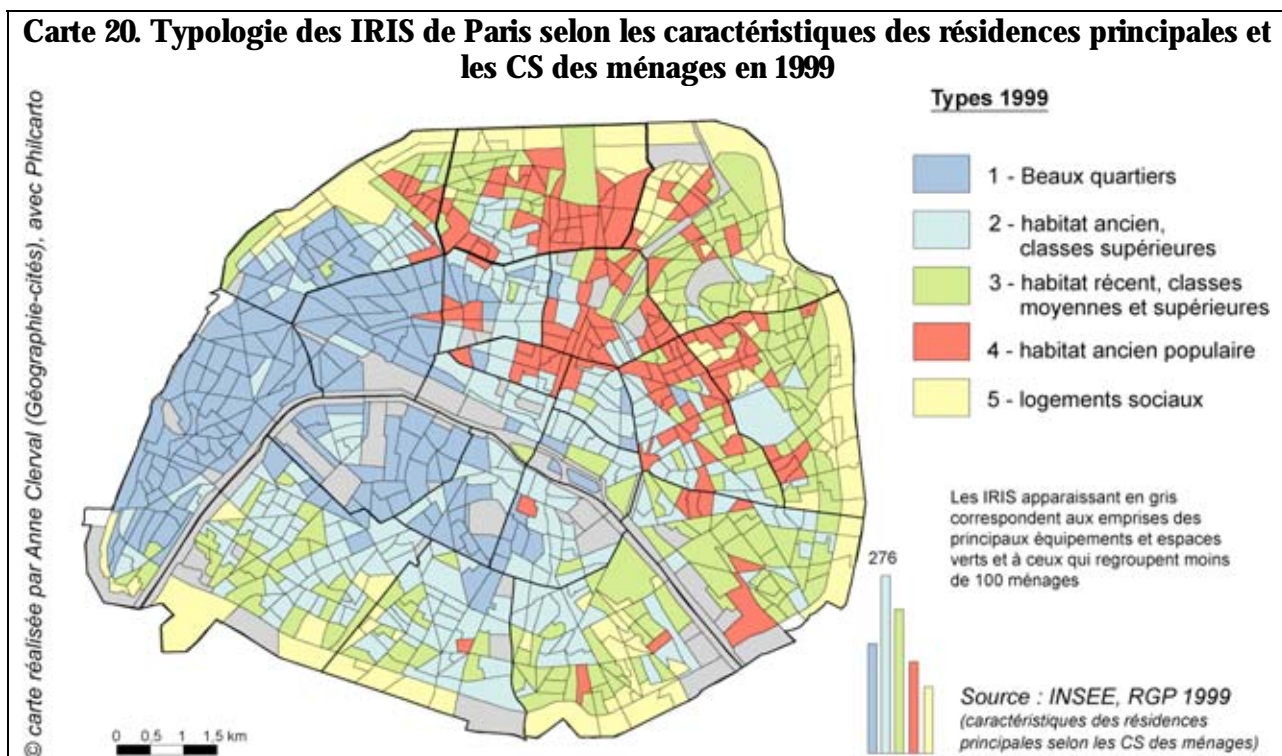 Carte 20. Typologie des IRIS de Paris selon les caractéristiques des résidences principales et
les CS des ménages en 1999
© carte réalisée par Anne Clerval (Géographie-cités), avec Philcarto
Types 1999
1 - Beaux quartiers
2 - habitat ancien,
classes supérieures
3 - habitat récent, classes
moyennes et supérieures
4 - habitat ancien populaire
5 - logements sociaux
Les IRIS apparaissant en gris
correspondent aux emprises des
principaux équipements et espaces
verts et à ceux qui regroupent moins
de 100 ménages
276
Source : INSEE, RGP 1999
(caractéristiques des résidences
principales selon les CS des ménages)
0 0,5 1 1,5 km